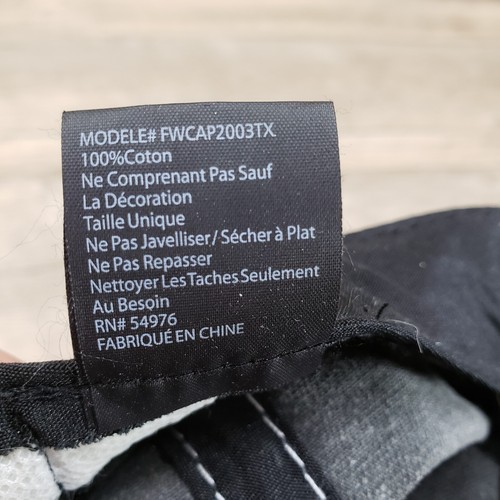 MODELE# FWCAP2003TX
100%Coton
Ne Comprenant Pas Sauf
La Décoration
Taille Unique
Ne Pas Javelliser/Sécher à Plat
Ne Pas Repasser
Nettoyer Les Taches Seulement
Au Besoin
RN# 54976
FABRIQUÉ EN CHINE